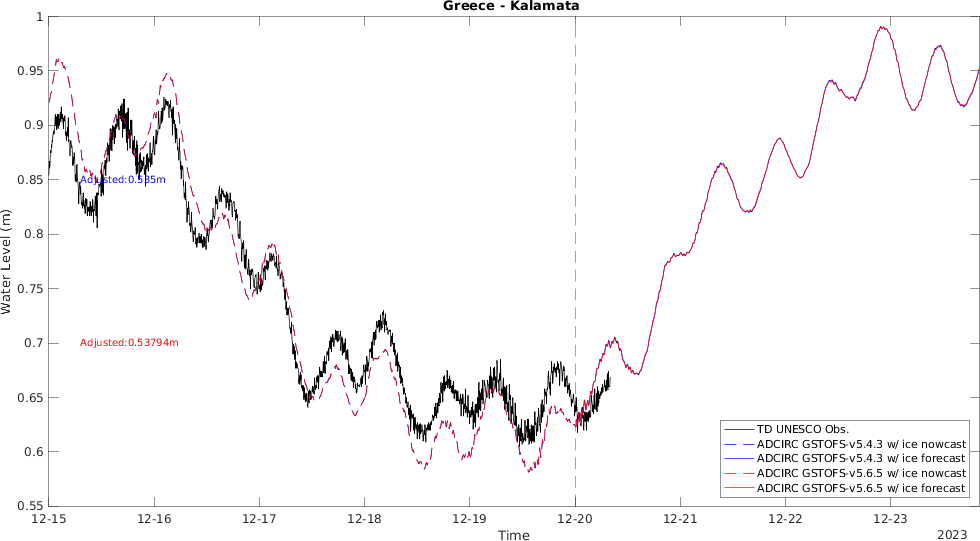 Greece - Kalamata
1
0.95
0.9
0.85
0.8
0.75
0.7
0.65
0.6
0.55
Water Level (m)
Adjusted:0.535m
Adjusted:0.53794m
TD UNESCO Obs.
ADCIRC GSTOFS-v5.4.3 w/ ice nowcast
ADCIRC GSTOFS-v5.4.3 w/ ice forecast
ADCIRC GSTOFS-v5.6.5 w/ ice nowcast
ADCIRC GSTOFS-v5.6.5 w/ ice forecast
12-15 12-16 12-17 12-18 12-19 12-20 12-21 12-22 12-23
Time
2023